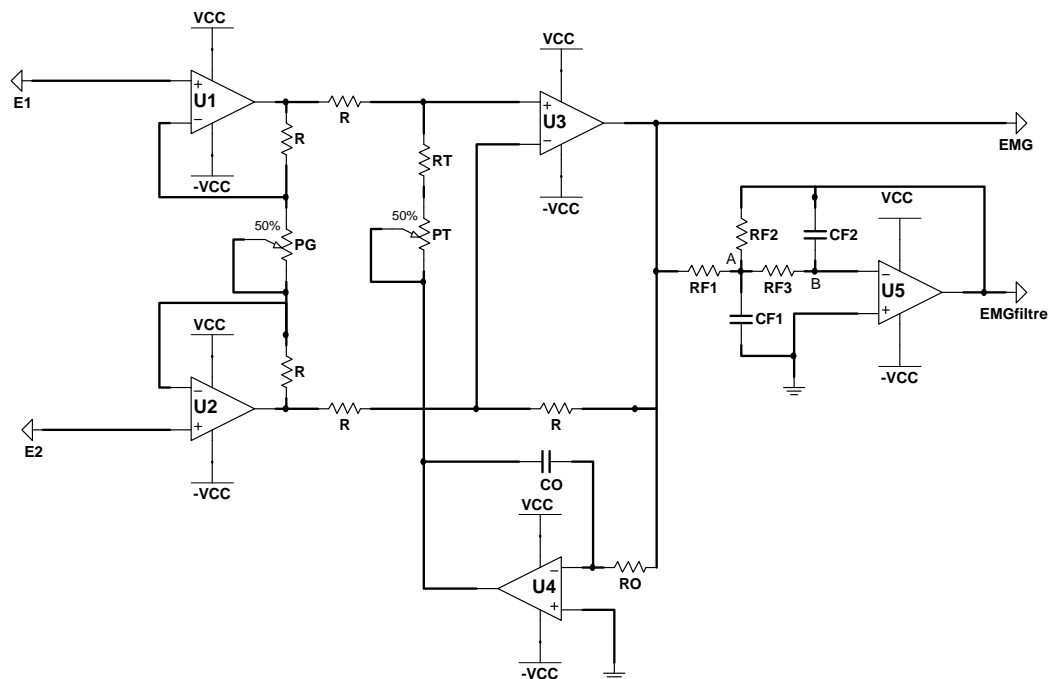 VCC
VCC
E1
U1
R
U3
EMG
R
RT
-VCC
-VCC
VCC
50%
50%
RF2
CF2
PG
PT
A
RF1
RF3
B
U5
EMGfiltre
CF1
VCC
-VCC
R
U2
R
R
E2
CO
-VCC
VCC
U4
RO
-VCC